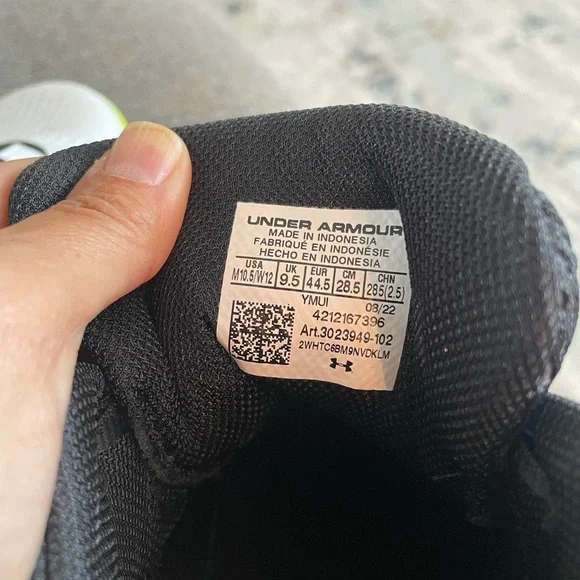 UNDER ARMOUR
MADE IN INDONESIA
FABRIQUÉ EN INDONÉSIE
HECHO EN INDONESIA
USA UK EUR CM CHN
M10.5/W12 9.5 44.5 28.5 285(2.5)
YMUI 08/22
4212167396
Art.3023949-102
2WHTC6BM9NVDKLM